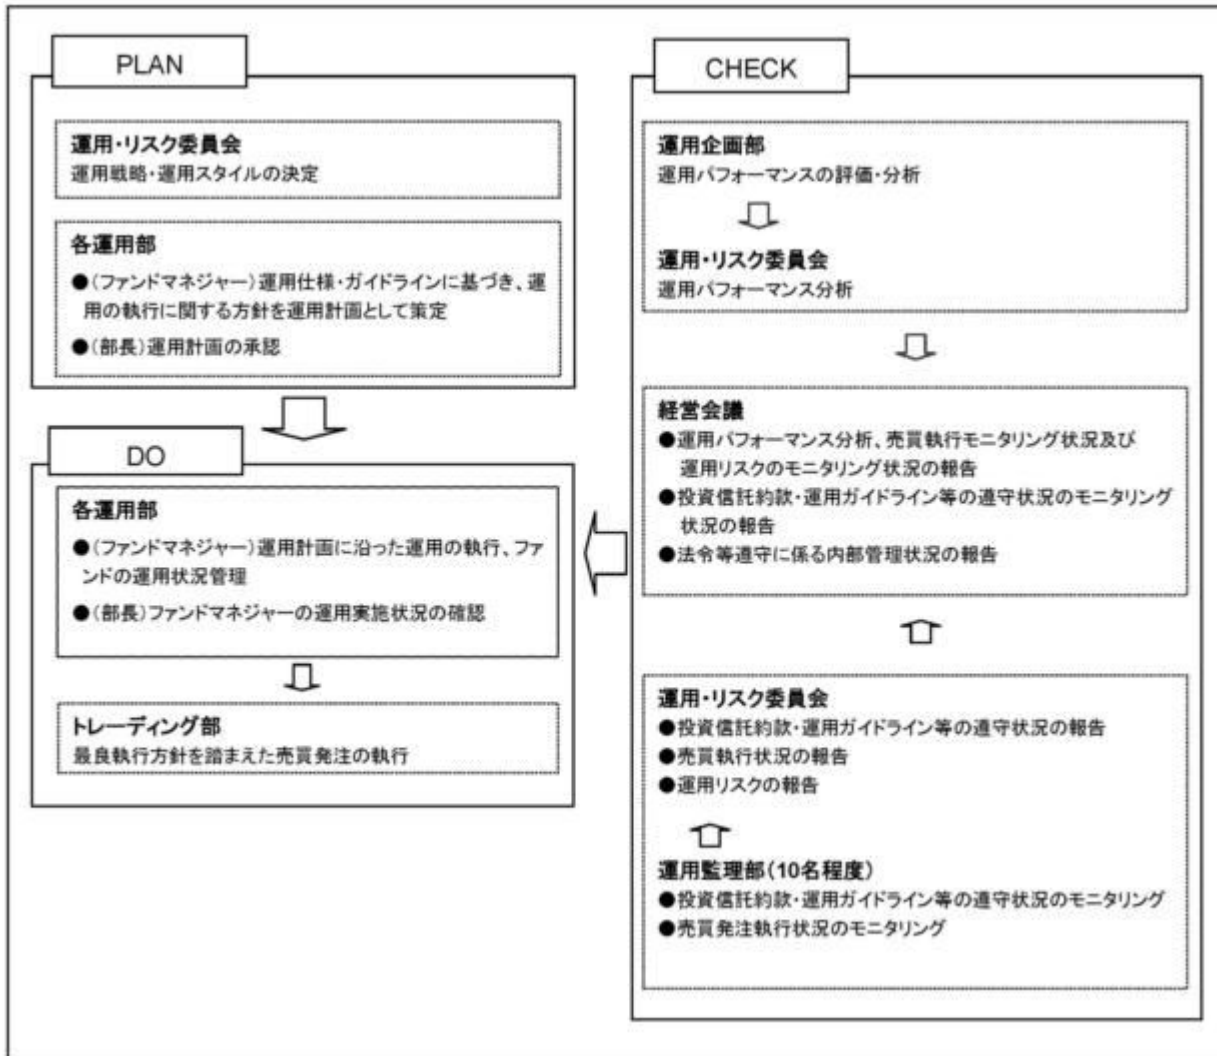 PLAN
運用・リスク委員会
運用戦略・運用スタイルの決定
各運用部
●(ファンドマネジャー)運用仕様・ガイドラインに基づき、運
用の執行に関する方針を運用計画として策定
●(部長)運用計画の承認
DO
各運用部
●(ファンドマネジャー)運用計画に沿った運用の執行、ファ
ンドの運用状況管理
●(部長)ファンドマネジャーの運用実施状況の確認
トレーディング部
最良執行方針を踏まえた売買発注の執行
CHECK
運用企画部
運用パフォーマンスの評価・分析
運用・リスク委員会
運用パフォーマンス分析
経営会議
●運用パフォーマンス分析、売買執行モニタリング状況及び
運用リスクのモニタリング状況の報告
●投資信託約款・運用ガイドライン等の遵守状況のモニタリング
状況の報告
●法令等遵守に係る内部管理状況の報告
運用・リスク委員会
●投資信託約款・運用ガイドライン等の遵守状況の報告
●売買執行状況の報告
●運用リスクの報告
運用監理部(10名程度)
●投資信託約款・運用ガイドライン等の遵守状況のモニタリング
●売買発注執行状況のモニタリング